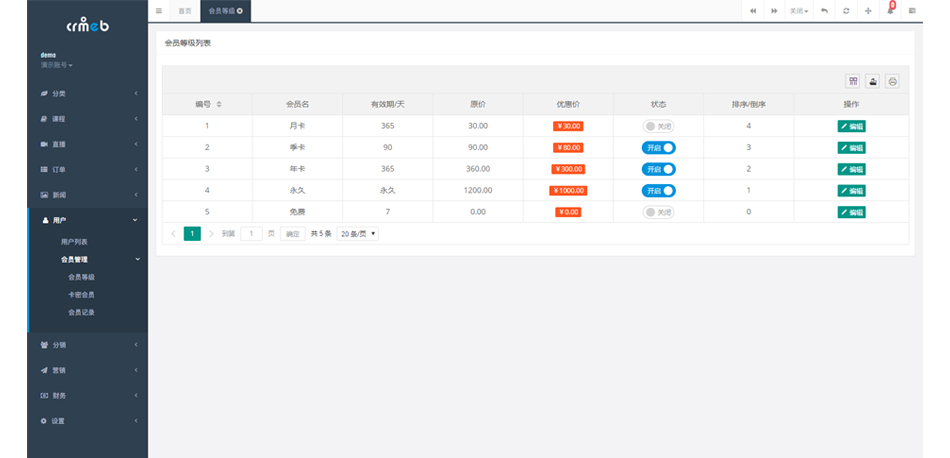 crmeb
首页 会员等级 关闭 0
demo
演示账号
分类
课程
直播
订单
新闻
用户
用户列表
会员管理
会员等级
卡密会员
会员记录
分销
营销
财务
设置
会员等级列表
编号 会员名 有效期/天 原价 优惠价 状态 排序/倒序 操作
1 月卡 365 30.00 ¥30.00 关闭 4 编辑
2 季卡 90 90.00 ¥80.00 开启 3 编辑
3 年卡 365 360.00 ¥300.00 开启 2 编辑
4 永久 永久 1200.00 ¥1000.00 开启 1 编辑
5 免费 7 0.00 ¥0.00 关闭 0 编辑
1 到第 1 页 确定 共 5 条 20 条/页